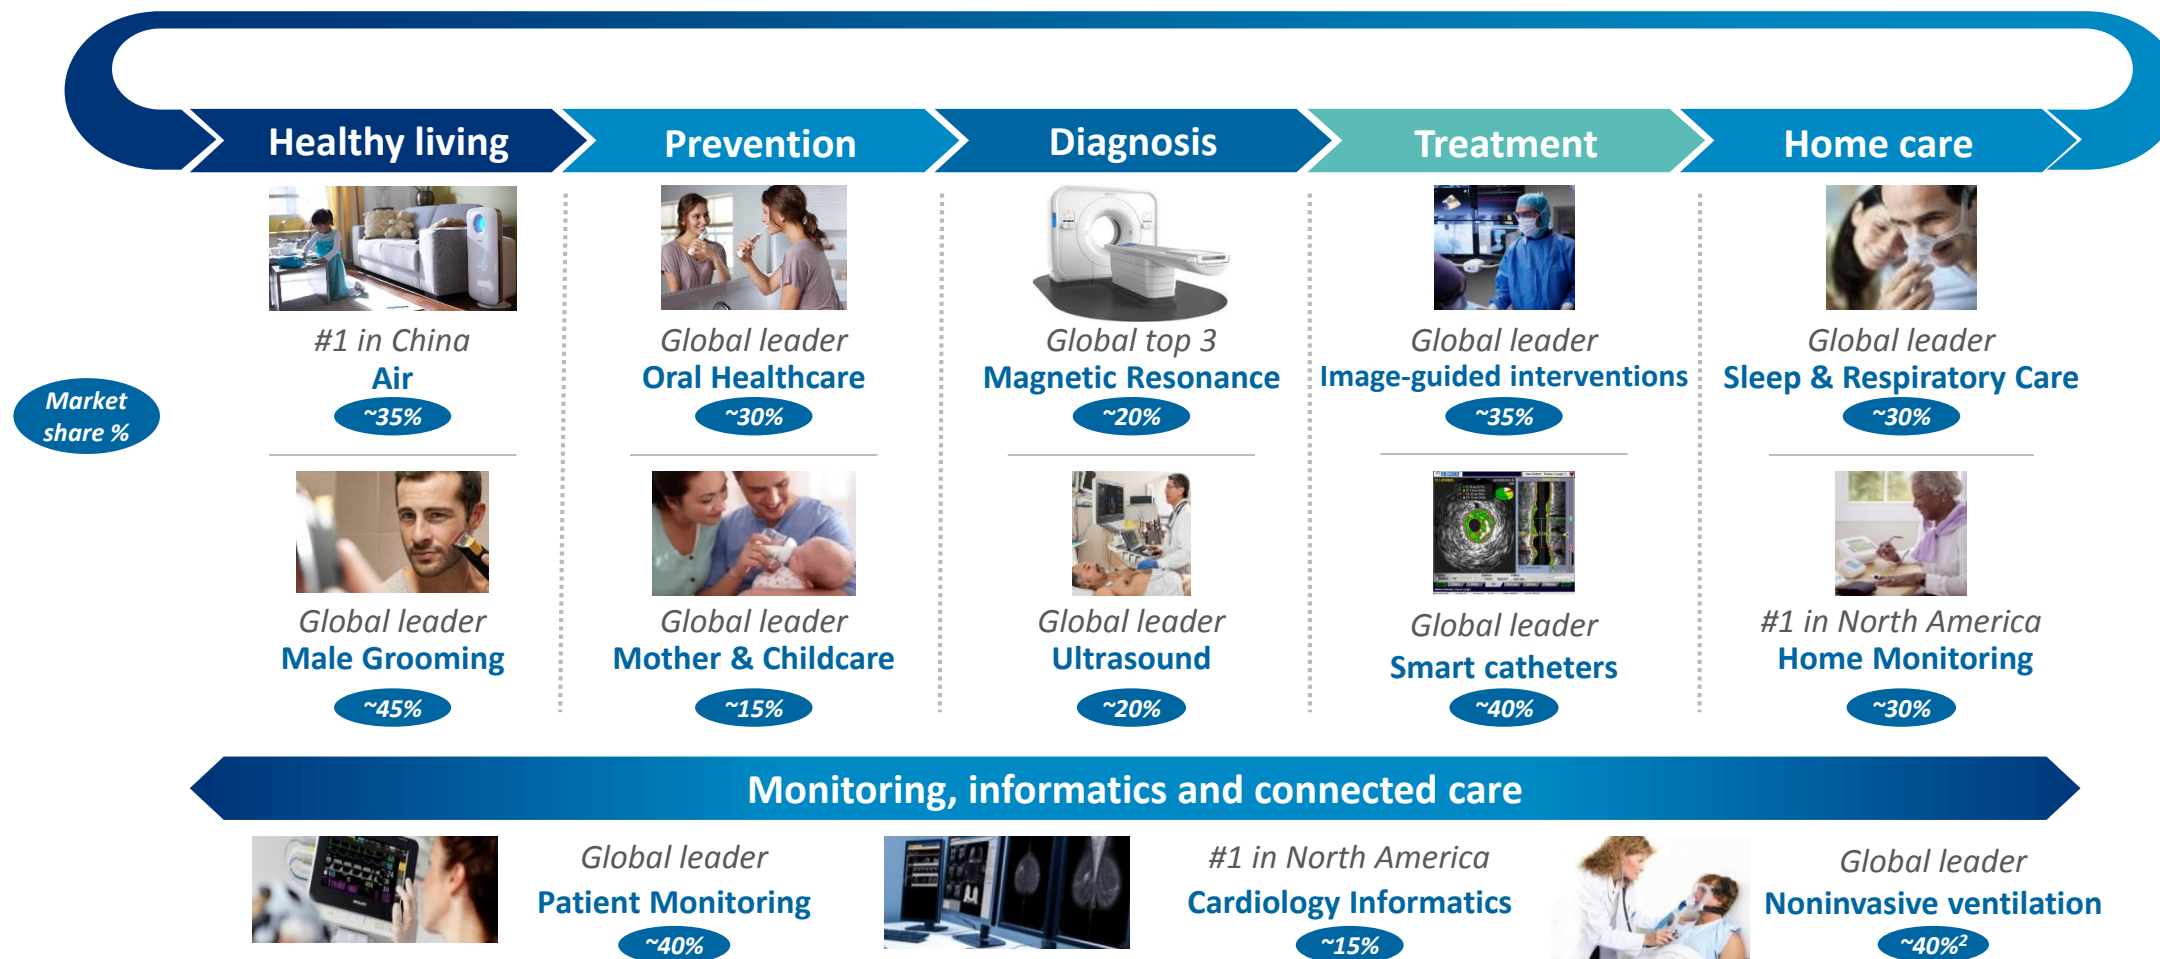 Healthy living
Prevention
Diagnosis
Treatment
Home care
#1 in China
Air
~35%
Global leader
Oral Healthcare
~30%
Global top 3
Magnetic Resonance
~20%
Global leader
Image-guided interventions
~35%
Global leader
Sleep & Respiratory Care
~30%
Market
share %
Global leader
Male Grooming
~45%
Global leader
Mother & Childcare
~15%
Global leader
Ultrasound
~20%
Global leader
Smart catheters
~40%
#1 in North America
Home Monitoring
~30%
Monitoring, informatics and connected care
Global leader
Patient Monitoring
~40%
#1 in North America
Cardiology Informatics
~15%
Global leader
Noninvasive ventilation
~40%²